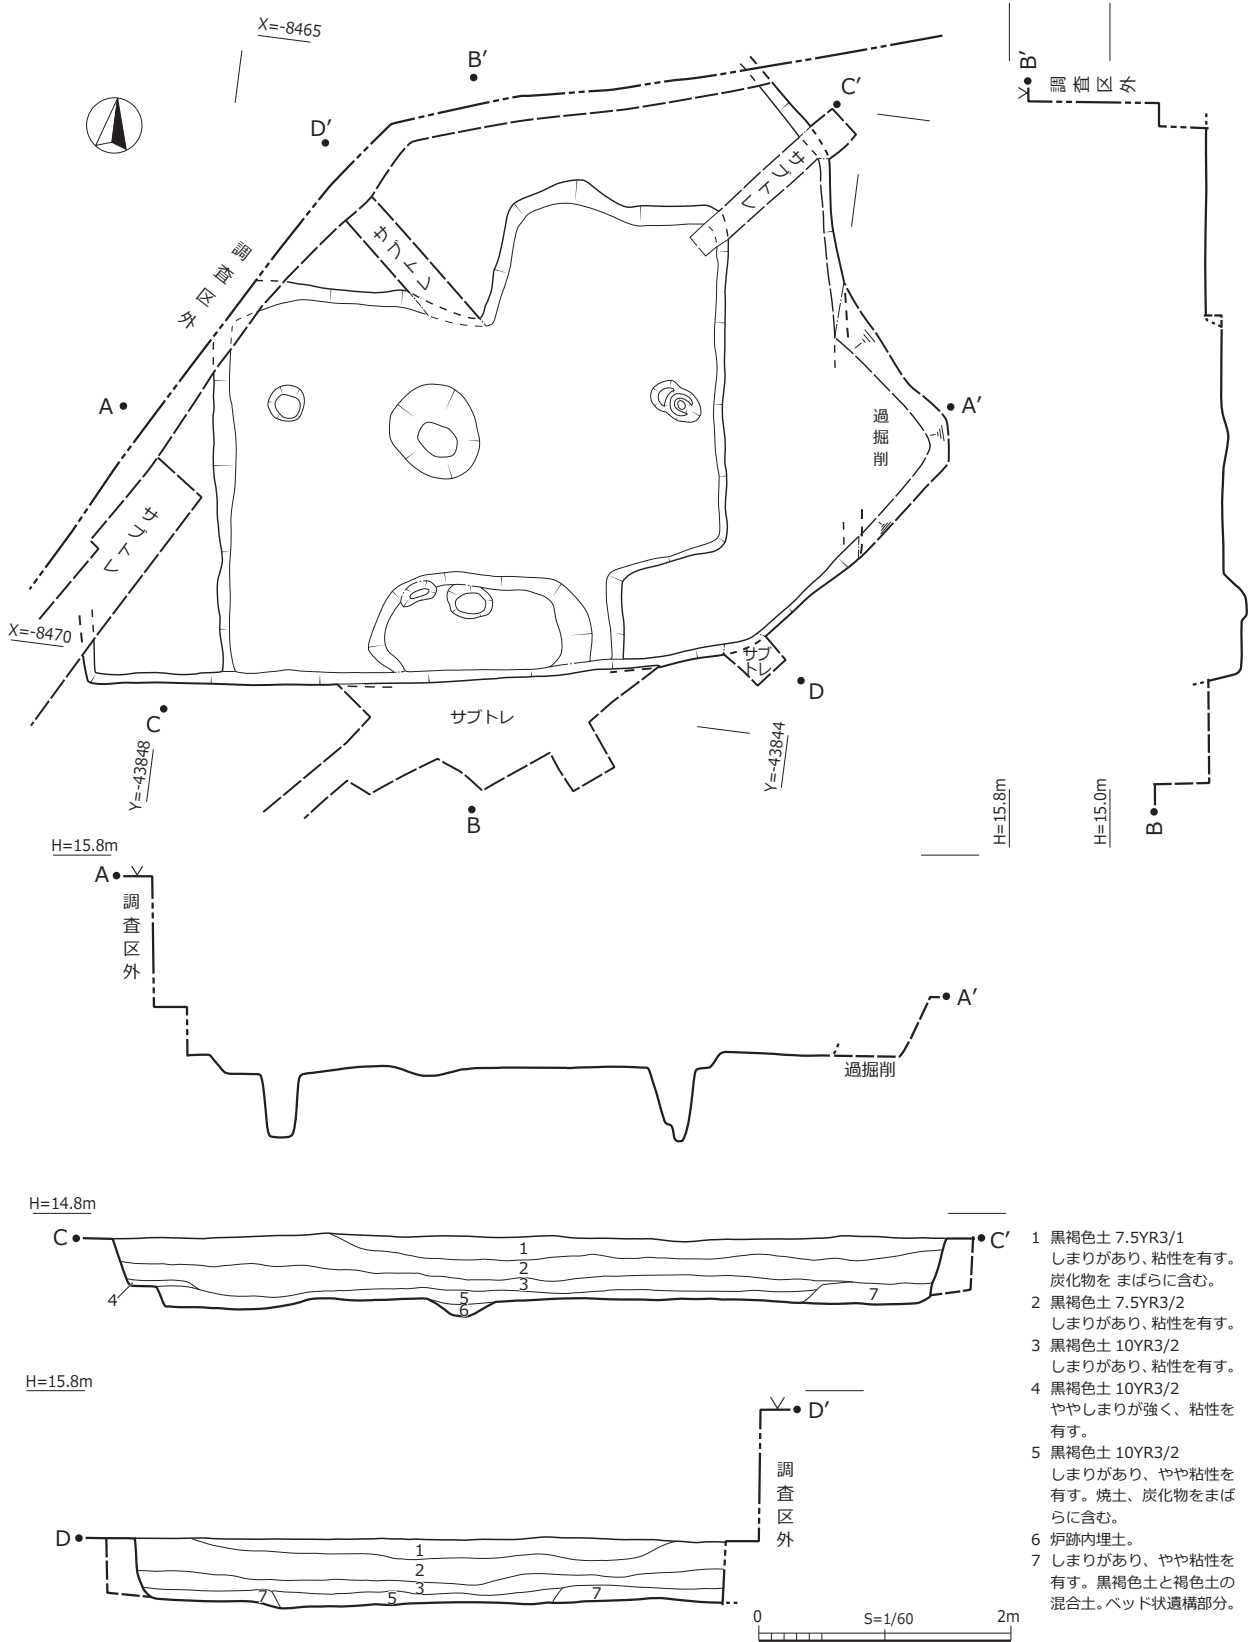 X=-8465
B′
D′
C′
B′
調査区外
サブトレ
サブトレ
調査区外
A
A′
過掘削
サブトレ
X=-8470
サブトレ
サブトレ
C
D
Y=-43848
Y=-43844
B
H=15.8m
H=15.0m
B
H=15.8m
A
調査区外
A′
過掘削
H=14.8m
C
C′
1
2
3
4
5
6
7
H=15.8m
D′
調査区外
D
1
2
3
7
5
7
1 黒褐色土 7.5YR3/1
しまりがあり、粘性を有す。
炭化物を まばらに含む。
2 黒褐色土 7.5YR3/2
しまりがあり、粘性を有す。
3 黒褐色土 10YR3/2
しまりがあり、粘性を有す。
4 黒褐色土 10YR3/2
ややしまりが強く、粘性を
有す。
5 黒褐色土 10YR3/2
しまりがあり、やや粘性を
有す。焼土、炭化物をまば
らに含む。
6 炉跡内埋土。
7 しまりがあり、やや粘性を
有す。黒褐色土と褐色土の
混合土。ベッド状遺構部分。
0 S=1/60 2m